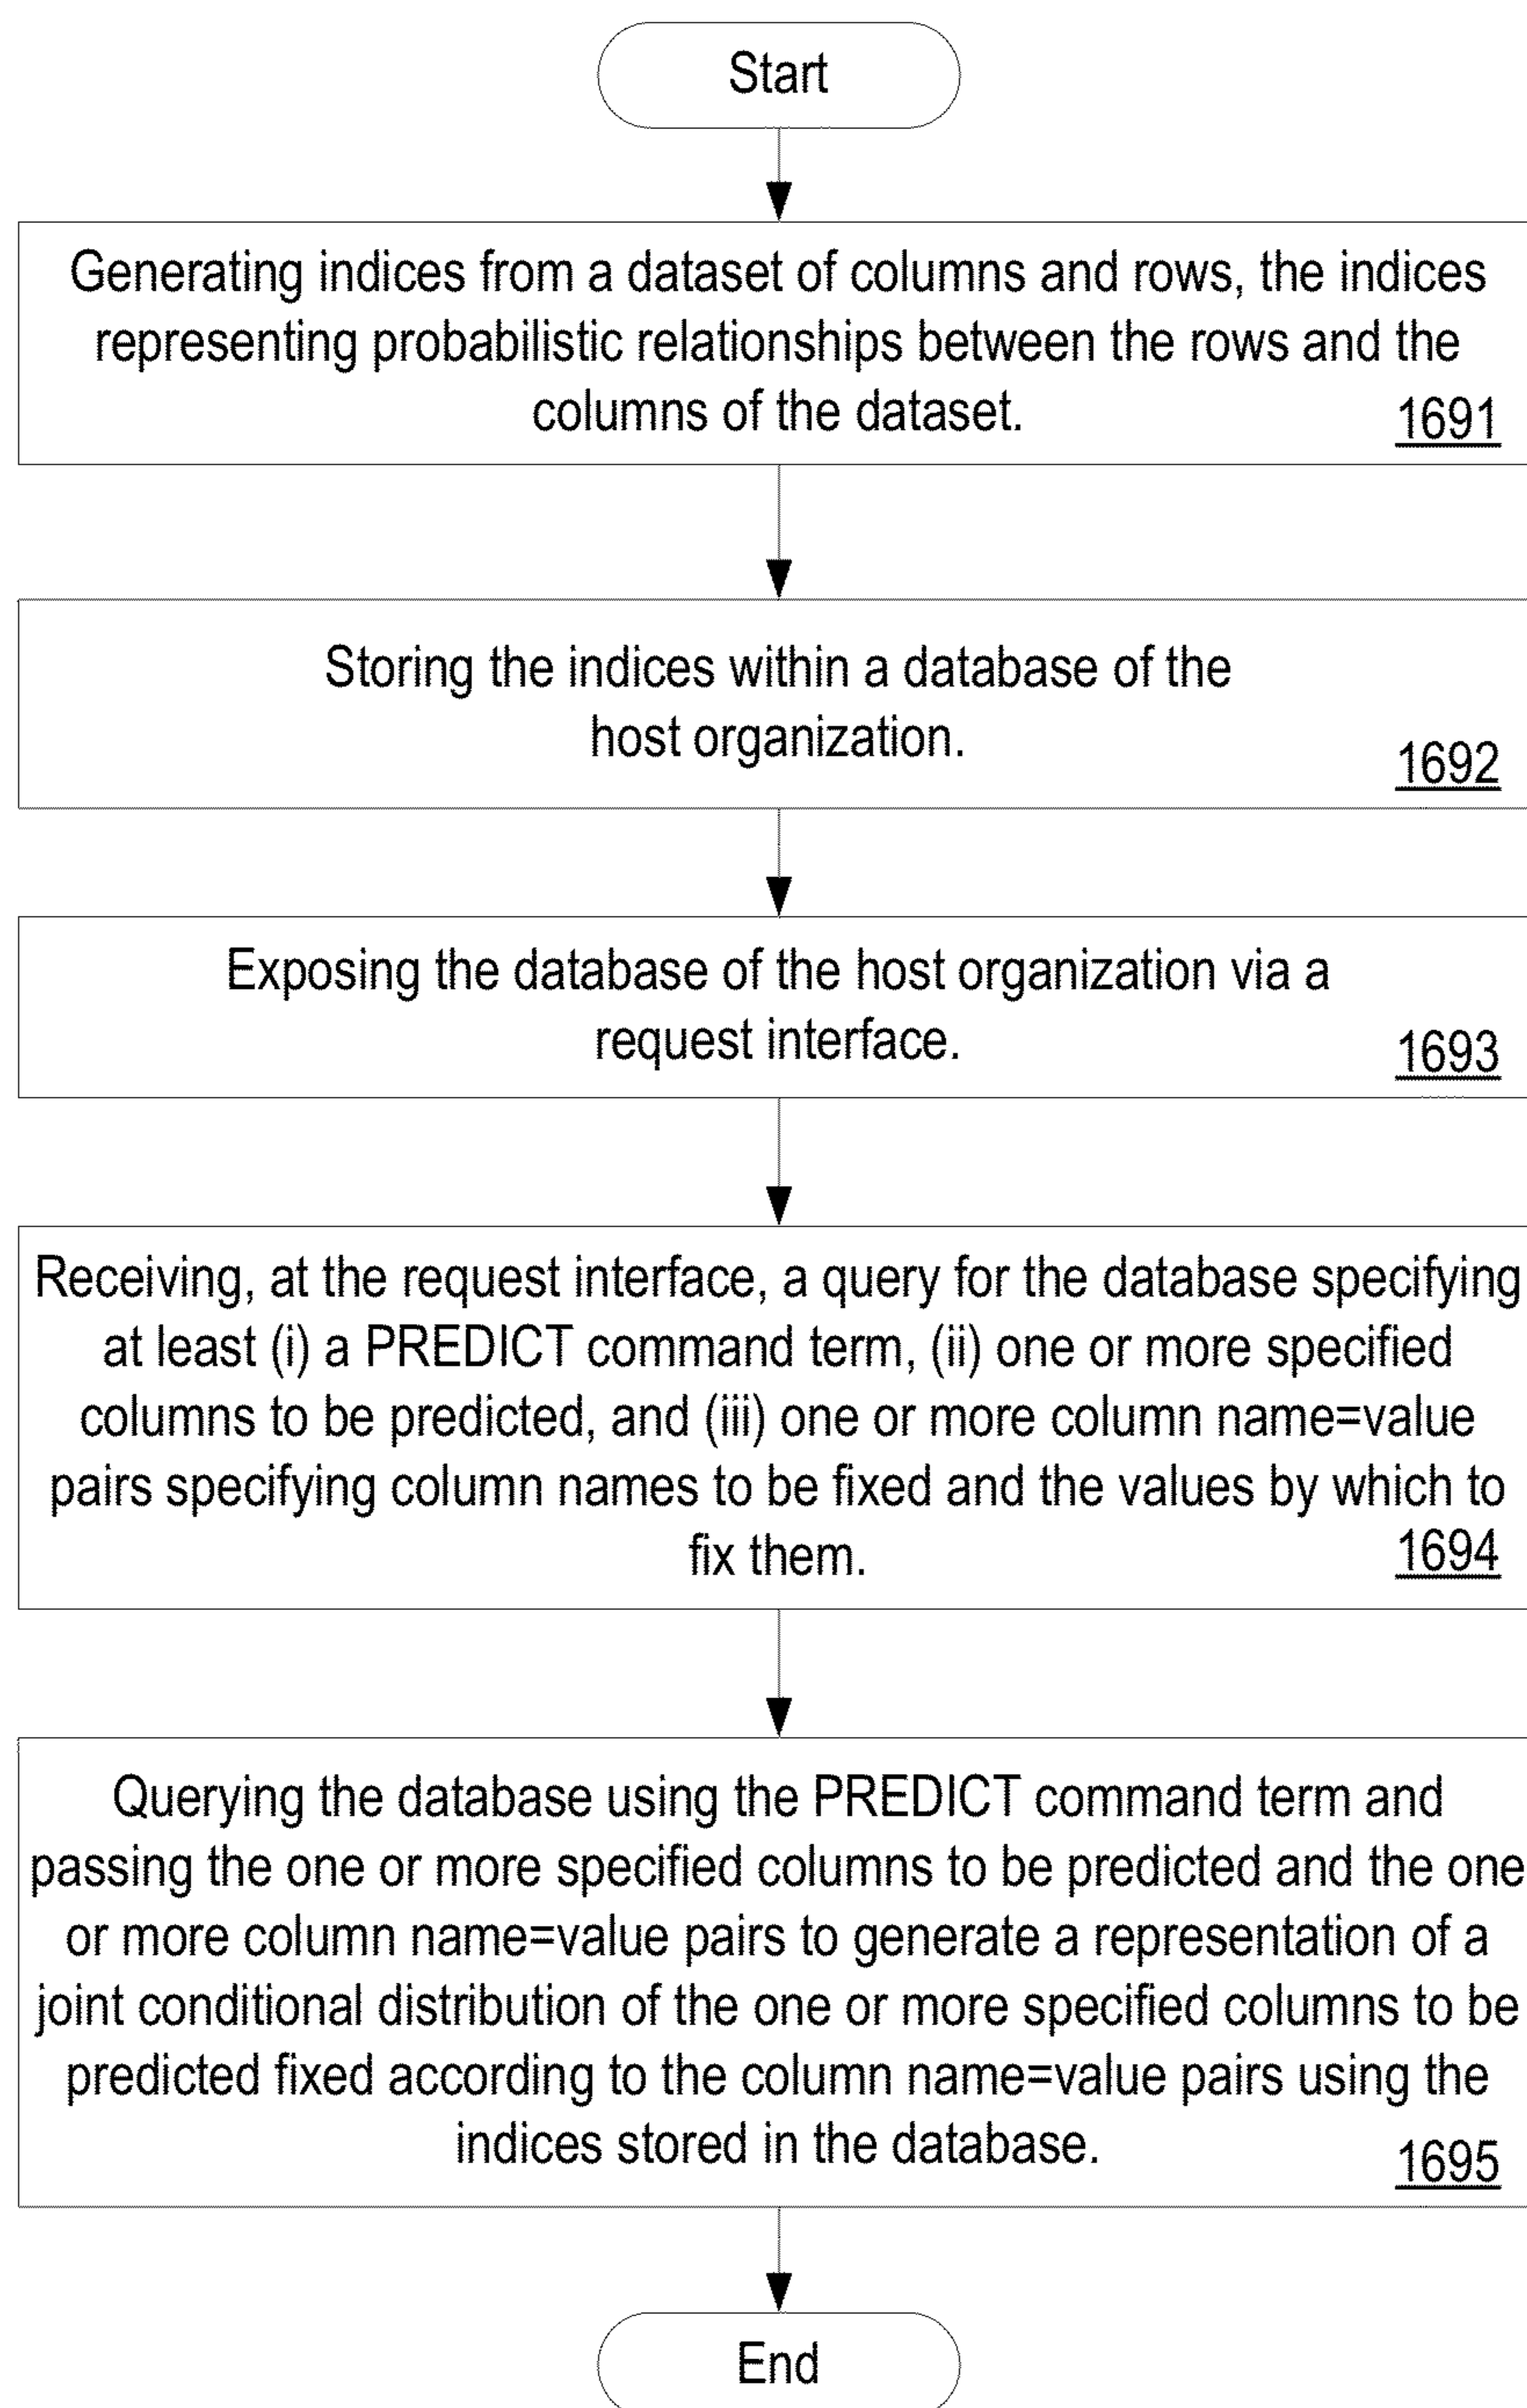 Start
Generating indices from a dataset of columns and rows, the indices
representing probabilistic relationships between the rows and the
columns of the dataset.
1691
Storing the indices within a database of the
host organization.
1692
Exposing the database of the host organization via a
request interface.
1693
Receiving, at the request interface, a query for the database specifying
at least (i) a PREDICT command term, (ii) one or more specified
columns to be predicted, and (iii) one or more column name=value
pairs specifying column names to be fixed and the values by which to
fix them.
1694
Querying the database using the PREDICT command term and
passing the one or more specified columns to be predicted and the one
or more column name=value pairs to generate a representation of a
joint conditional distribution of the one or more specified columns to be
predicted fixed according to the column name=value pairs using the
indices stored in the database.
1695
End